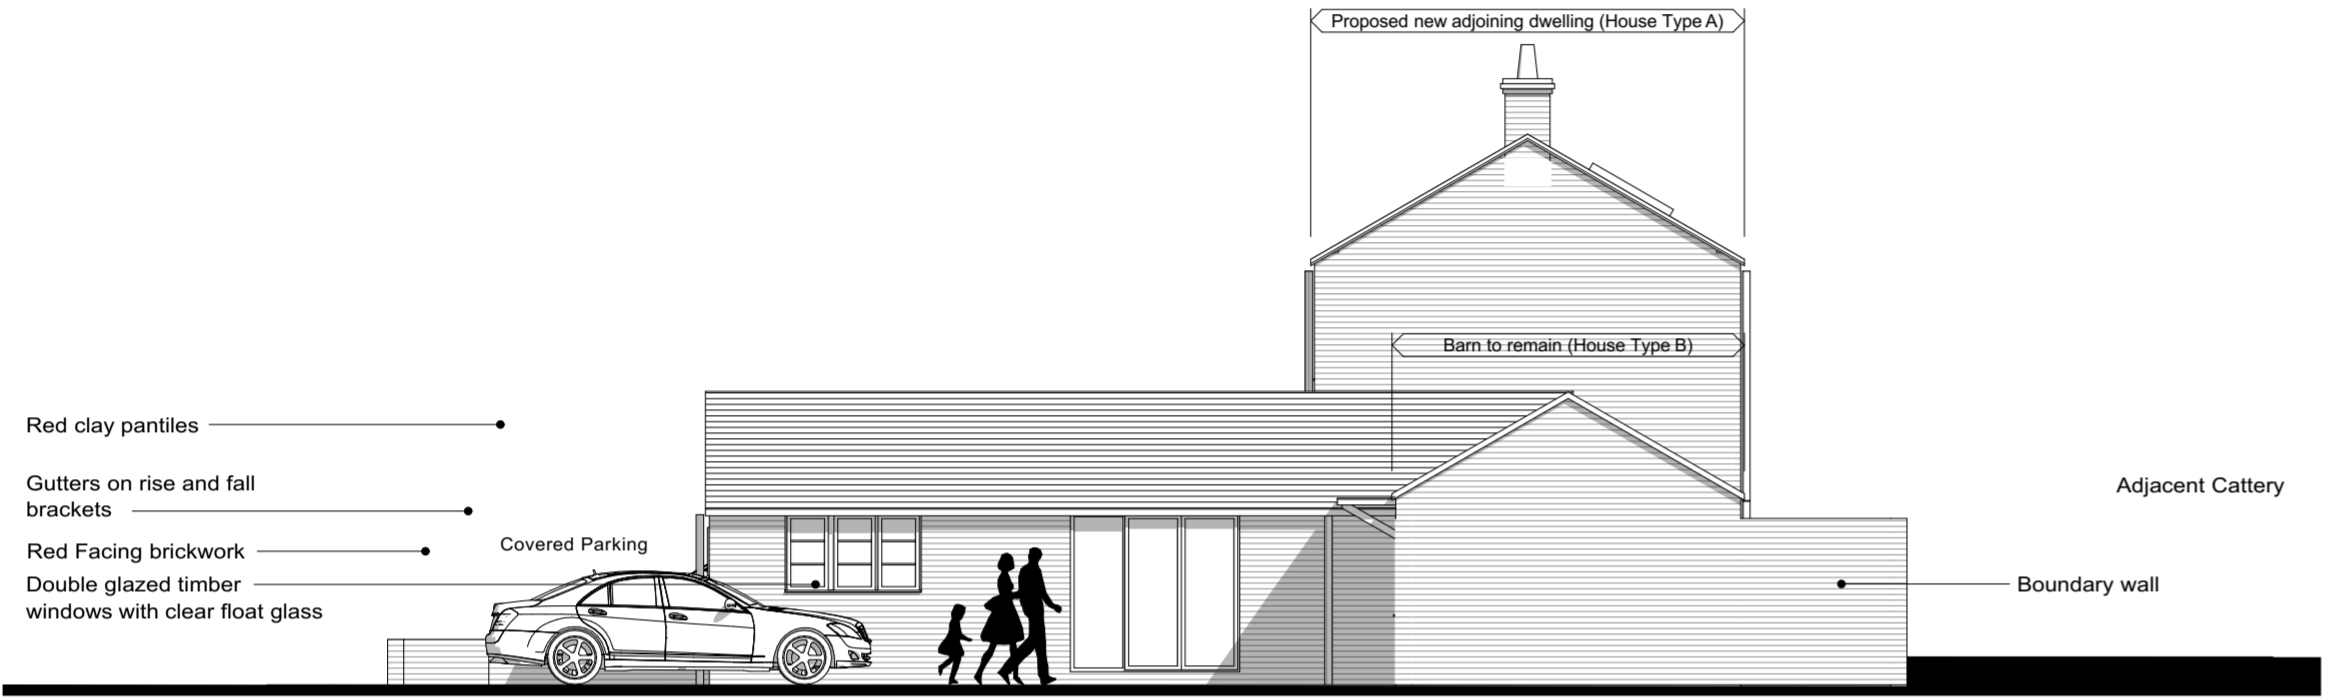 Proposed new adjoining dwelling (House Type A)
Barn to remain (House Type B)
Red clay pantiles
Gutters on rise and fall
brackets
Adjacent Cattery
Covered Parking
Red Facing brickwork
Double glazed timber
windows with clear float glass
Boundary wall